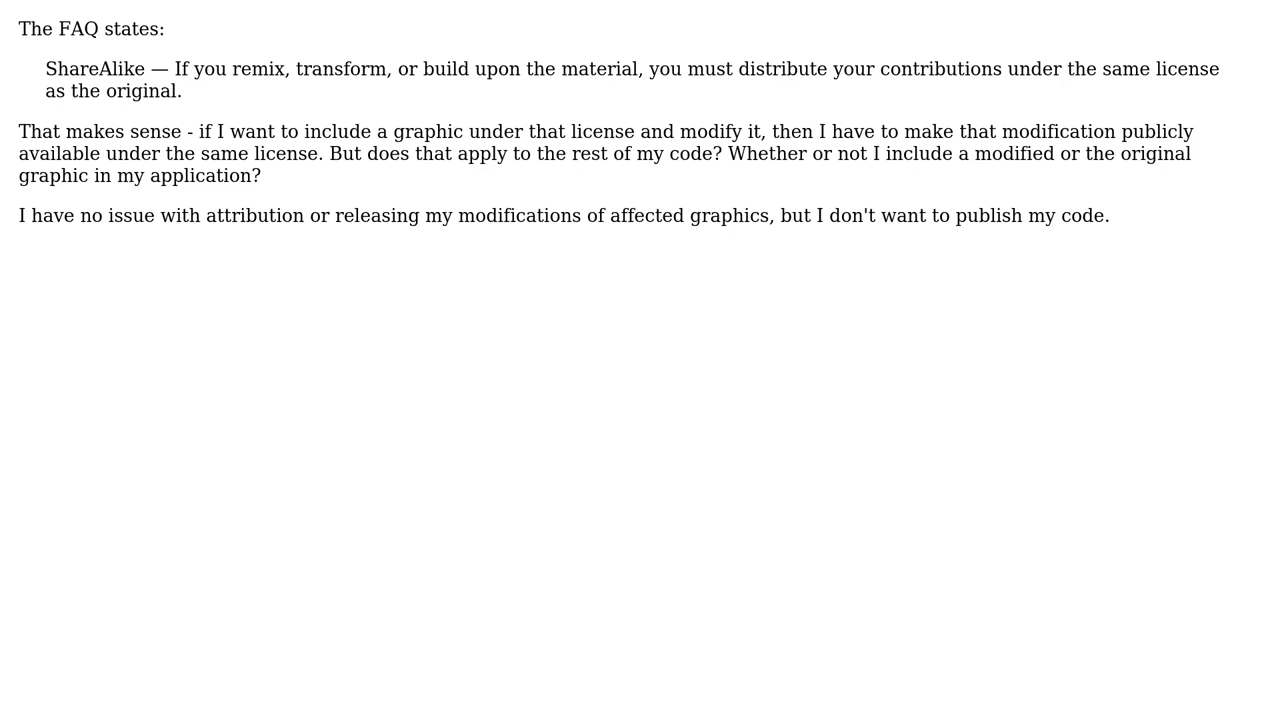 The FAQ states:
ShareAlike — If you remix, transform, or build upon the material, you must distribute your contributions under the same license
as the original.
That makes sense - if I want to include a graphic under that license and modify it, then I have to make that modification publicly
available under the same license. But does that apply to the rest of my code? Whether or not I include a modified or the original
graphic in my application?
I have no issue with attribution or releasing my modifications of affected graphics, but I don't want to publish my code.